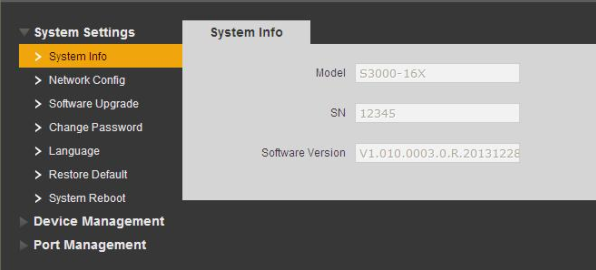 System Settings
System Info
Network Config
Software Upgrade
Change Password
Language
Restore Default
System Reboot
Device Management
Port Management
System Info
Model S3000-16X
SN 12345
Software Version V1.010.0003.0.R.20131228